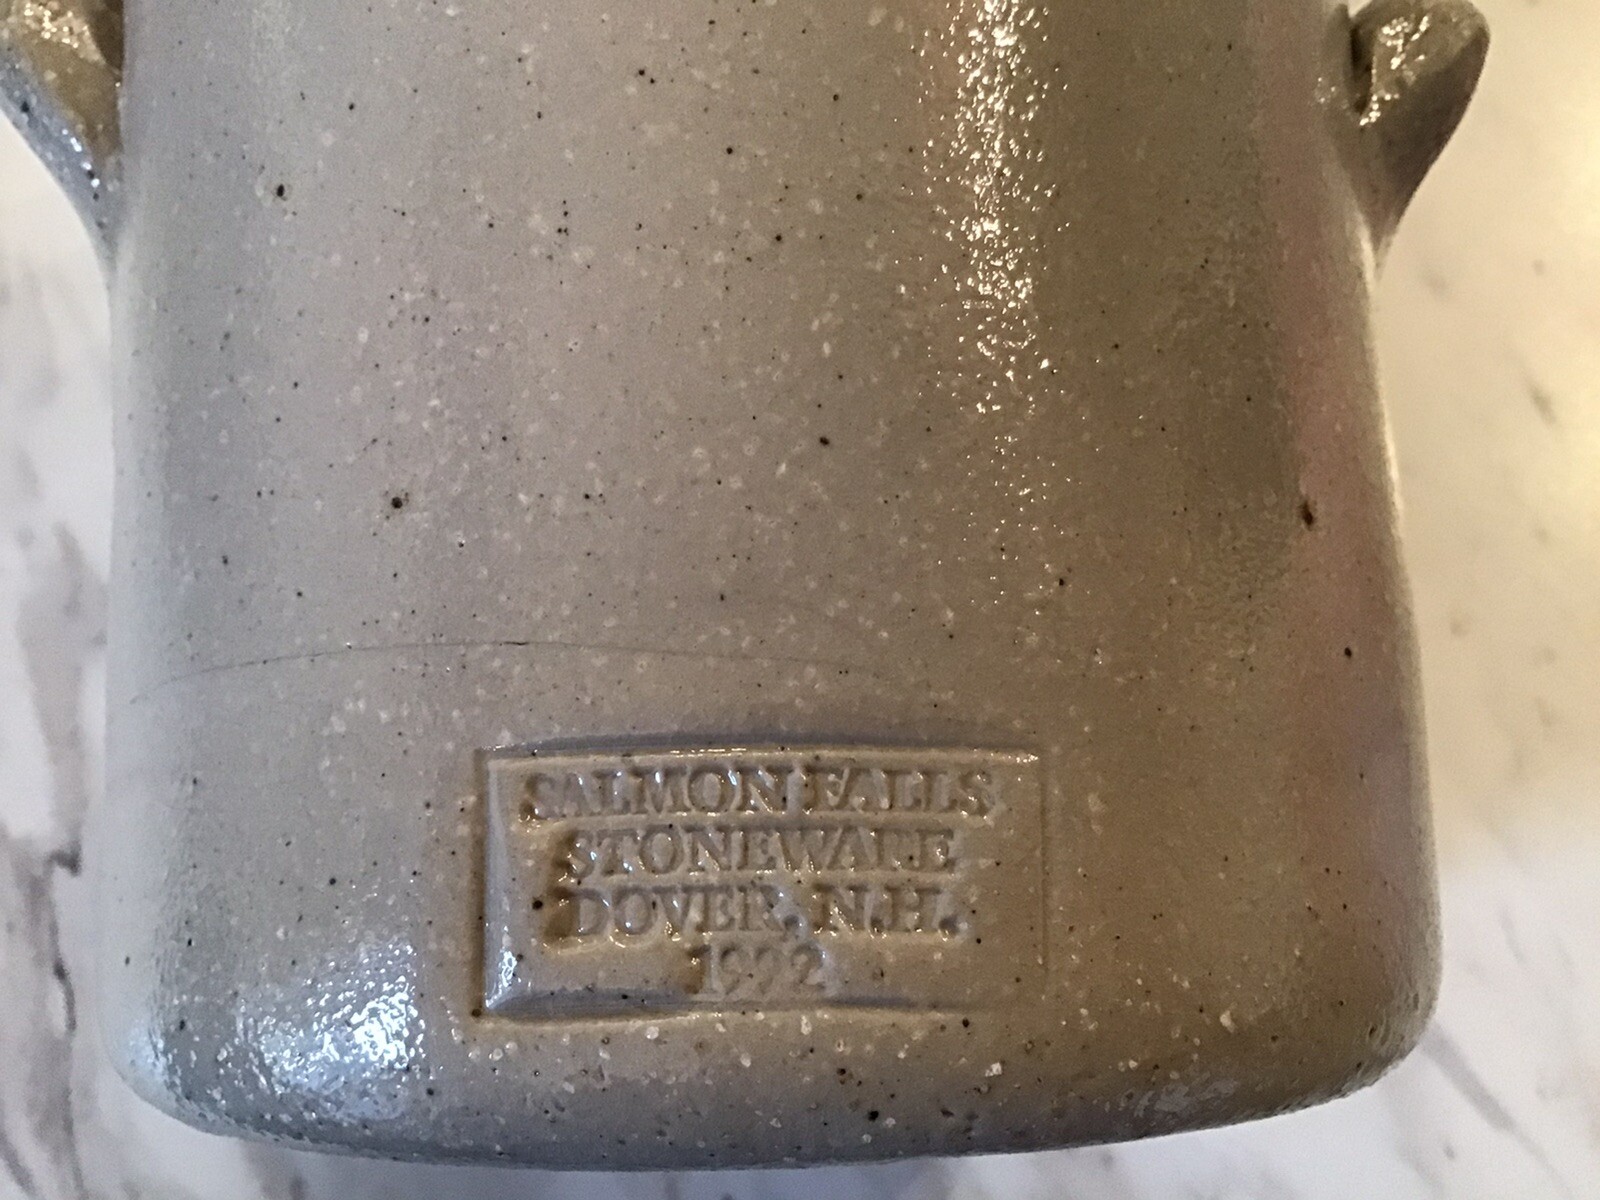 SALMON FALLS
STONEWARE
DOVER, N.H.
1992